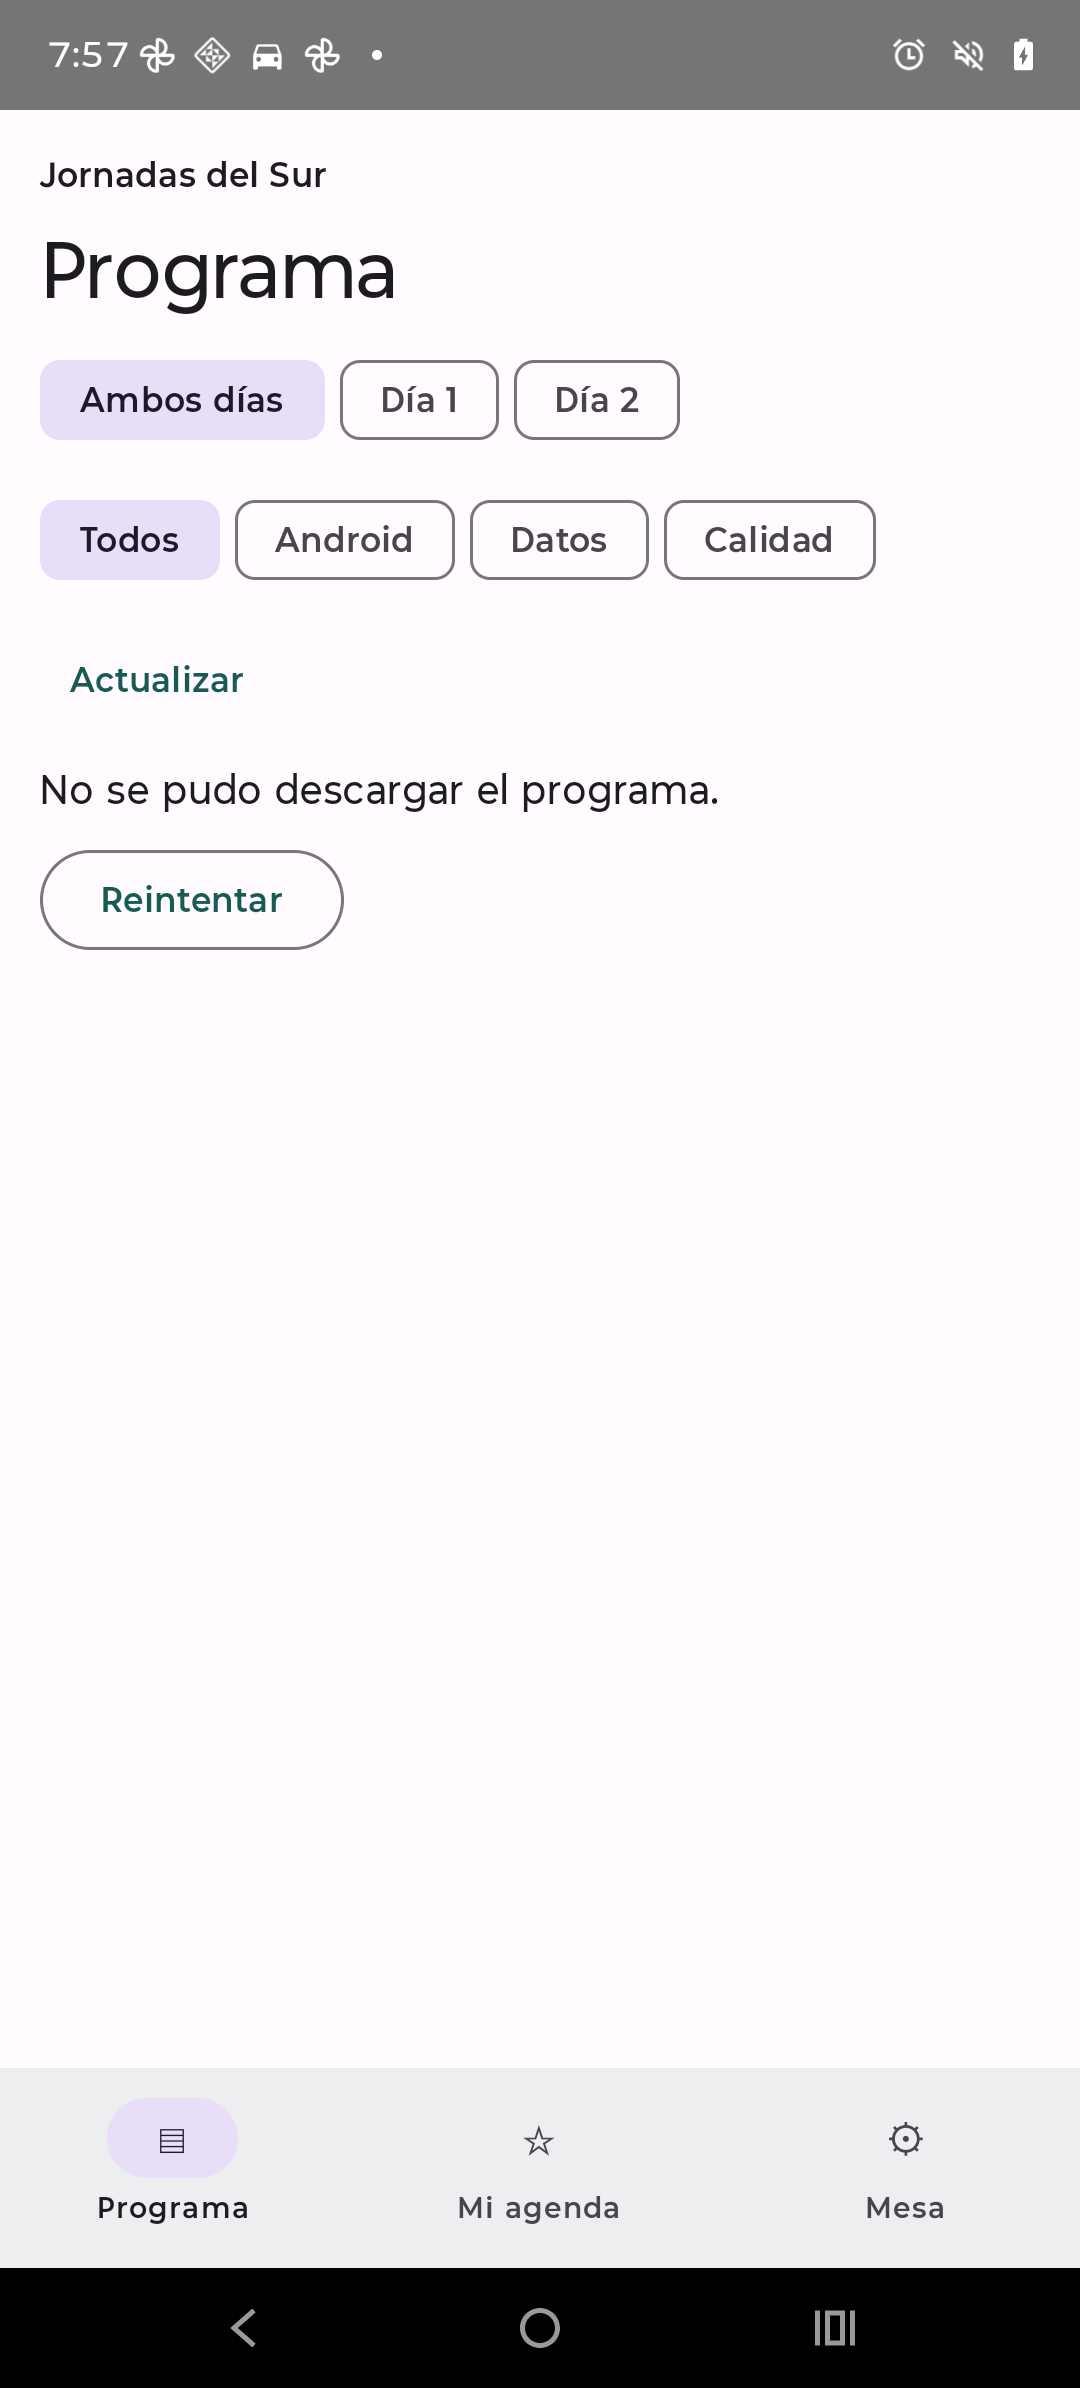 7:57
Jornadas del Sur
Programa
Ambos días Día 1 Día 2
Todos Android Datos Calidad
Actualizar
No se pudo descargar el programa.
Reintentar
Programa Mi agenda Mesa